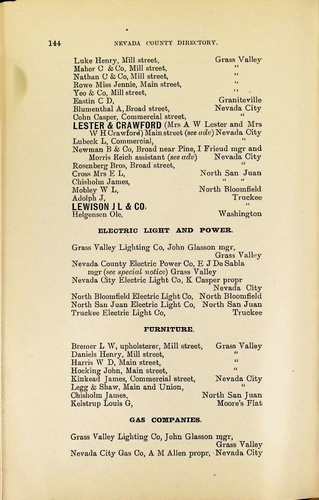 144 NEVADA COUNTY DIRECTORY.
Luke Henry, Mill street, Grass Valley
Maher C & Co, Mill street, "
Nathan C & Co, Mill street, "
Rowe Miss Jennie, Main street, "
Yeo & Co, Mill street, "
Eastin C D, Graniteville
Blumenthal A, Broad street, Nevada City
Cohn Casper, Commercial street, "
LESTER & CRAWFORD (Mrs A W Lester and Mrs
W H Crawford) Main street (see adv) Nevada City
Lubeck L, Commercial, "
Newman B & Co, Broad near Pine, I Friend mgr and
Morris Reich assistant (see adv) Nevada City
Rosenberg Bros, Broad street, "
Cross Mrs E L, North San Juan
Chisholm James, " "
Mobley W L, North Bloomfield
Adolph J, Truckee
LEWISON J L & CO, "
Helgensen Ole, Washington
ELECTRIC LIGHT AND POWER.
Grass Valley Lighting Co, John Glasson mgr,
Grass Valley
Nevada County Electric Power Co, E J DeSabla
mgr (see special notice) Grass Valley
Nevada City Electric Light Co, K Casper propr
Nevada City
North Bloomfield Electric Light Co, North Bloomfield
North San Juan Electric Light Co, North San Juan
Truckee Electric Light Co, Truckee
FURNITURE.
Bremer L W, upholsterer, Mill street, Grass Valley
Daniels Henry, Mill street, "
Harris W D, Main street, "
Hocking John, Main street, "
Kinkead James, Commercial street, Nevada City
Legg & Shaw, Main and Union, "
Chisholm James, North San Juan
Kelstrup Louis G, Moore's Flat
GAS COMPANIES.
Grass Valley Lighting Co, John Glasson mgr,
Grass Valley
Nevada City Gas Co, A M Allen propr, Nevada City